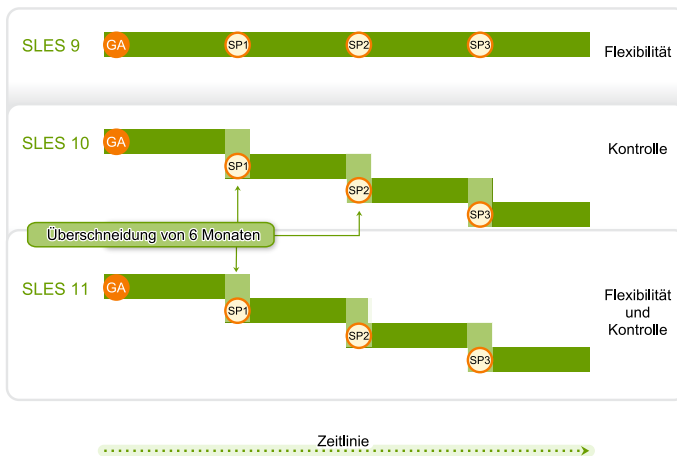 SLES 9
GA
SP1
SP2
SP3
Flexibilität
SLES 10
GA
SP1
SP2
SP3
Kontrolle
Überschneidung von 6 Monaten
SLES 11
GA
SP1
SP2
SP3
Flexibilität
und
Kontrolle
Zeitlinie